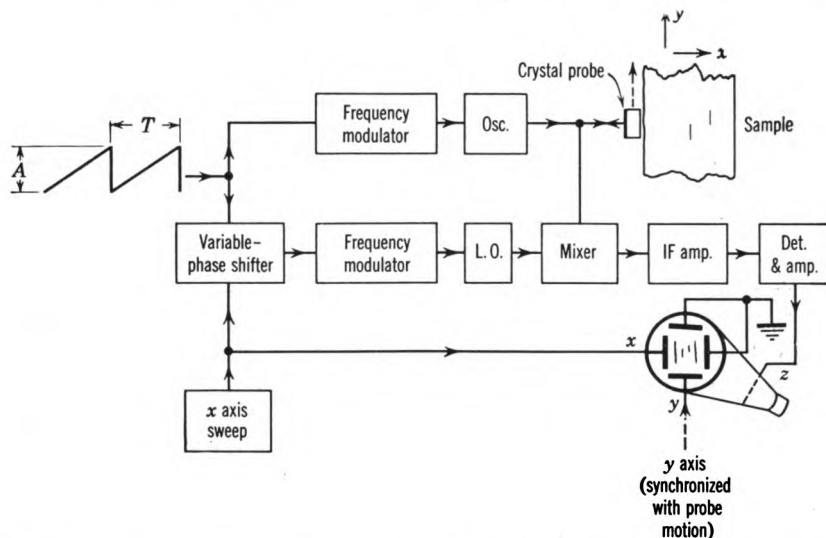 y
x
Crystal probe
Sample
T
A
Frequency
modulator
Osc.
Variable–
phase shifter
Frequency
modulator
L.O.
Mixer
IF amp.
Det.
& amp.
x
z
y
x axis
sweep
y axis
(synchronized
with probe
motion)